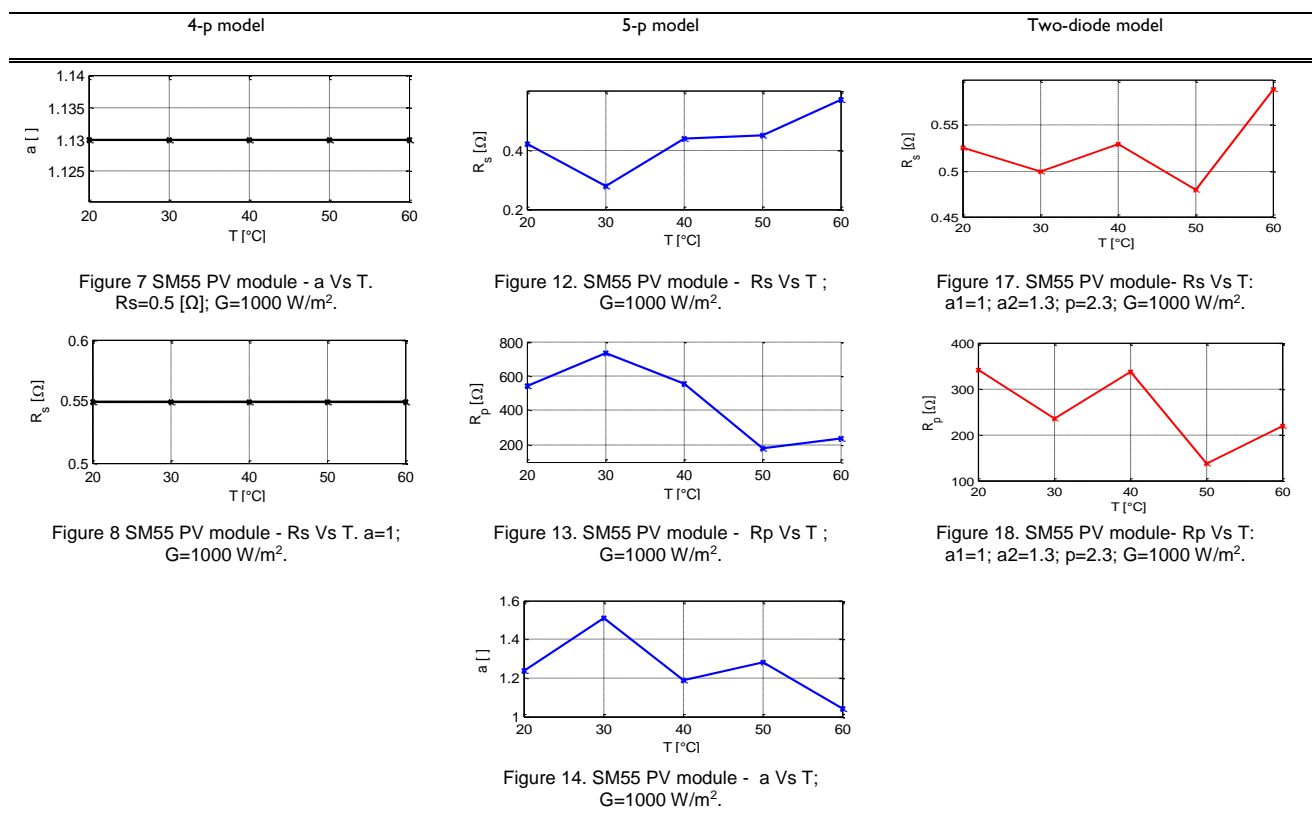 4-p model
5-p model
Two-diode model
1.14
1.135
1.13
1.125
a [ ]
20 30 40 50 60
T [°C]
Figure 7 SM55 PV module - a Vs T.
Rs=0.5 [Ω]; G=1000 W/m².
0.4
0.2
Rs [Ω]
20 30 40 50 60
T [°C]
Figure 12. SM55 PV module - Rs Vs T ;
G=1000 W/m².
0.55
0.5
0.45
Rs [Ω]
20 30 40 50 60
T [°C]
Figure 17. SM55 PV module- Rs Vs T:
a1=1; a2=1.3; p=2.3; G=1000 W/m².
0.6
0.55
0.5
Rs [Ω]
20 30 40 50 60
T [°C]
Figure 8 SM55 PV module - Rs Vs T. a=1;
G=1000 W/m².
800
600
400
200
Rp [Ω]
20 30 40 50 60
T [°C]
Figure 13. SM55 PV module - Rp Vs T ;
G=1000 W/m².
400
300
200
100
Rp [Ω]
20 30 40 50 60
T [°C]
Figure 18. SM55 PV module- Rp Vs T:
a1=1; a2=1.3; p=2.3; G=1000 W/m².
1.6
1.4
1.2
1
a [ ]
20 30 40 50 60
T [°C]
Figure 14. SM55 PV module - a Vs T;
G=1000 W/m².